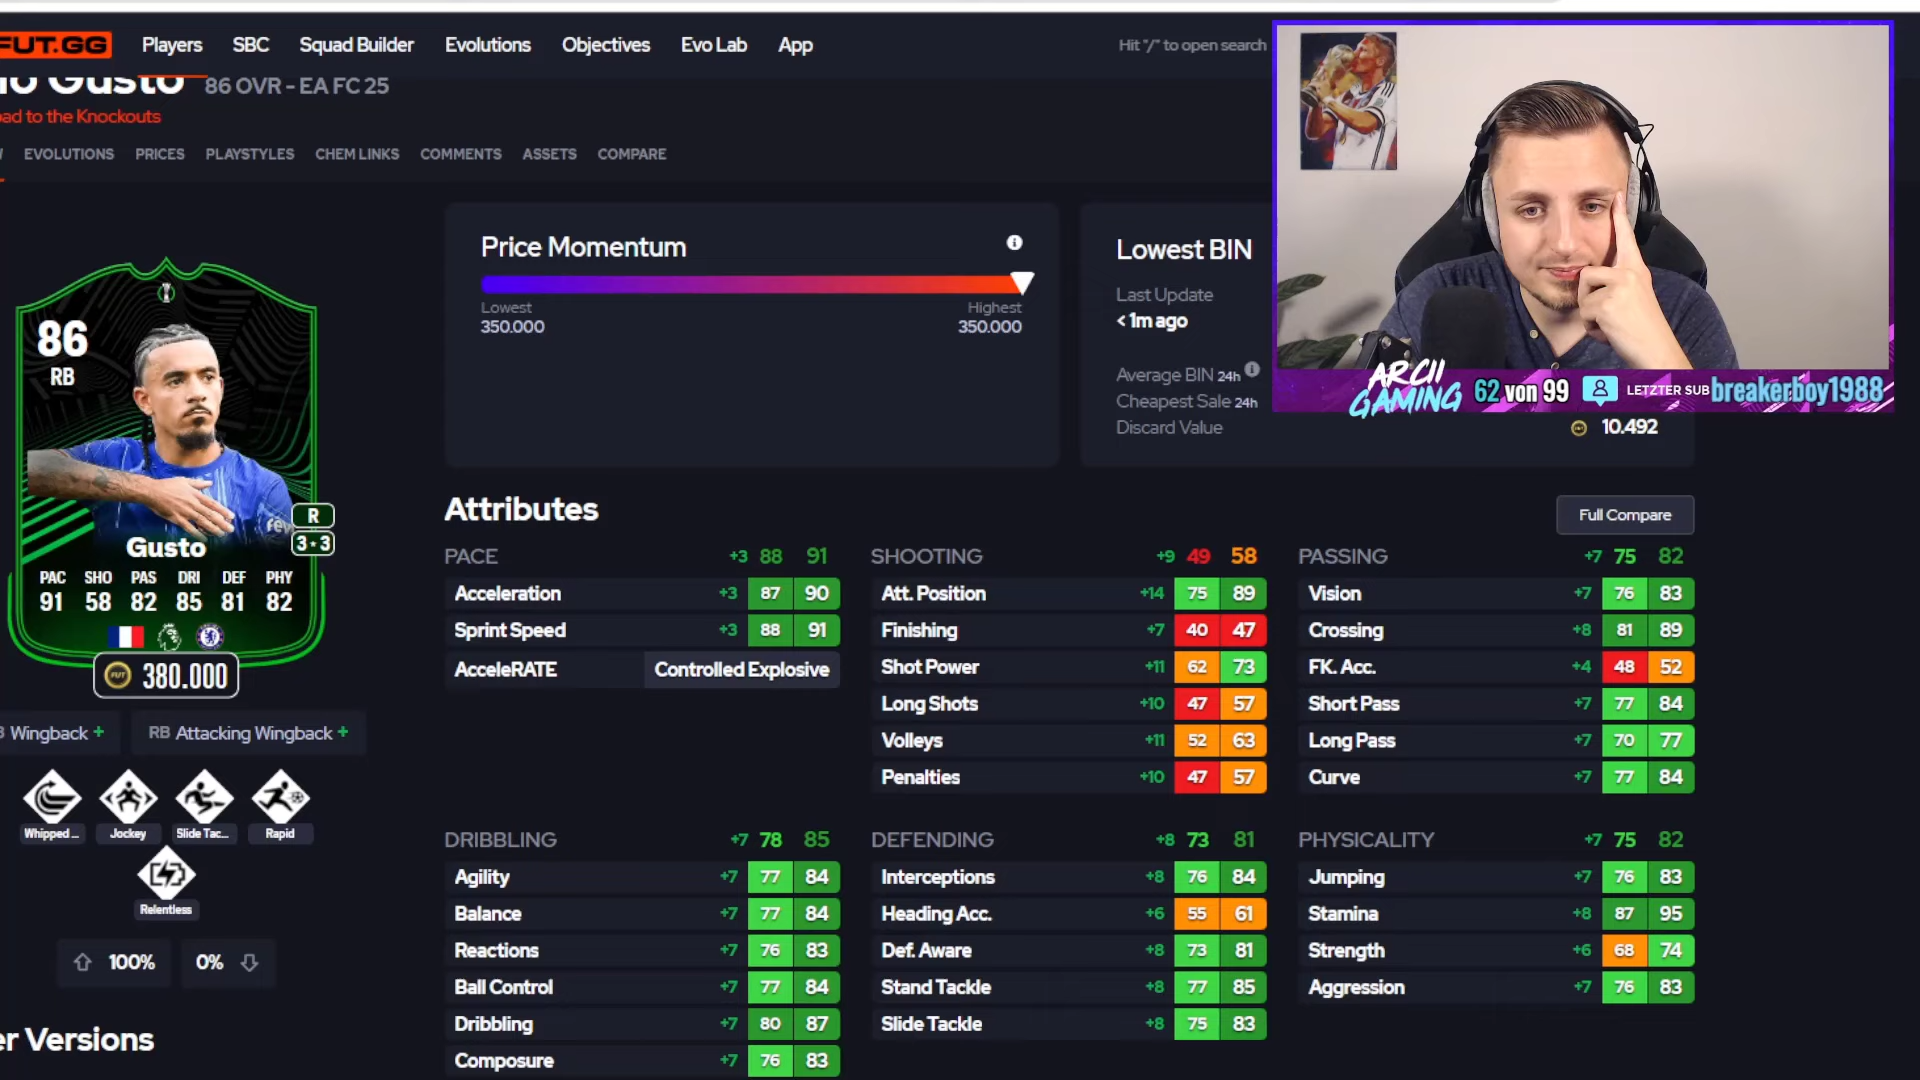 FUT.GG
Players SBC Squad Builder Evolutions Objectives Evo Lab App
Hit "/" to open search
Gusto 86 OVR - EA FC 25
to the Knockouts
EVOLUTIONS PRICES PLAYSTYLES CHEM LINKS COMMENTS ASSETS COMPARE
86
RB
Gusto
R
3 ⋆ 3
PAC SHO PAS DRI DEF PHY
91 58 82 85 81 82
380.000
Wingback +
RB Attacking Wingback +
Whipped ...
Jockey
Slide Tac...
Rapid
Relentless
100%
0%
Versions
Price Momentum
Lowest Highest
350.000 350.000
Lowest BIN
Last Update
< 1m ago
Average BIN 24h
Cheapest Sale 24h
Discard Value 10.492
ARCII
GAMING
62 von 99
LETZTER SUB breakerboy1988
Attributes
Full Compare
PACE +3 88 91
Acceleration +3 87 90
Sprint Speed +3 88 91
AcceleRATE Controlled Explosive
SHOOTING +9 49 58
Att. Position +14 75 89
Finishing +7 40 47
Shot Power +11 62 73
Long Shots +10 47 57
Volleys +11 52 63
Penalties +10 47 57
PASSING +7 75 82
Vision +7 76 83
Crossing +8 81 89
FK. Acc. +4 48 52
Short Pass +7 77 84
Long Pass +7 70 77
Curve +7 77 84
DRIBBLING +7 78 85
Agility +7 77 84
Balance +7 77 84
Reactions +7 76 83
Ball Control +7 77 84
Dribbling +7 80 87
Composure +7 76 83
DEFENDING +8 73 81
Interceptions +8 76 84
Heading Acc. +6 55 61
Def. Aware +8 73 81
Stand Tackle +8 77 85
Slide Tackle +8 75 83
PHYSICALITY +7 75 82
Jumping +7 76 83
Stamina +8 87 95
Strength +6 68 74
Aggression +7 76 83